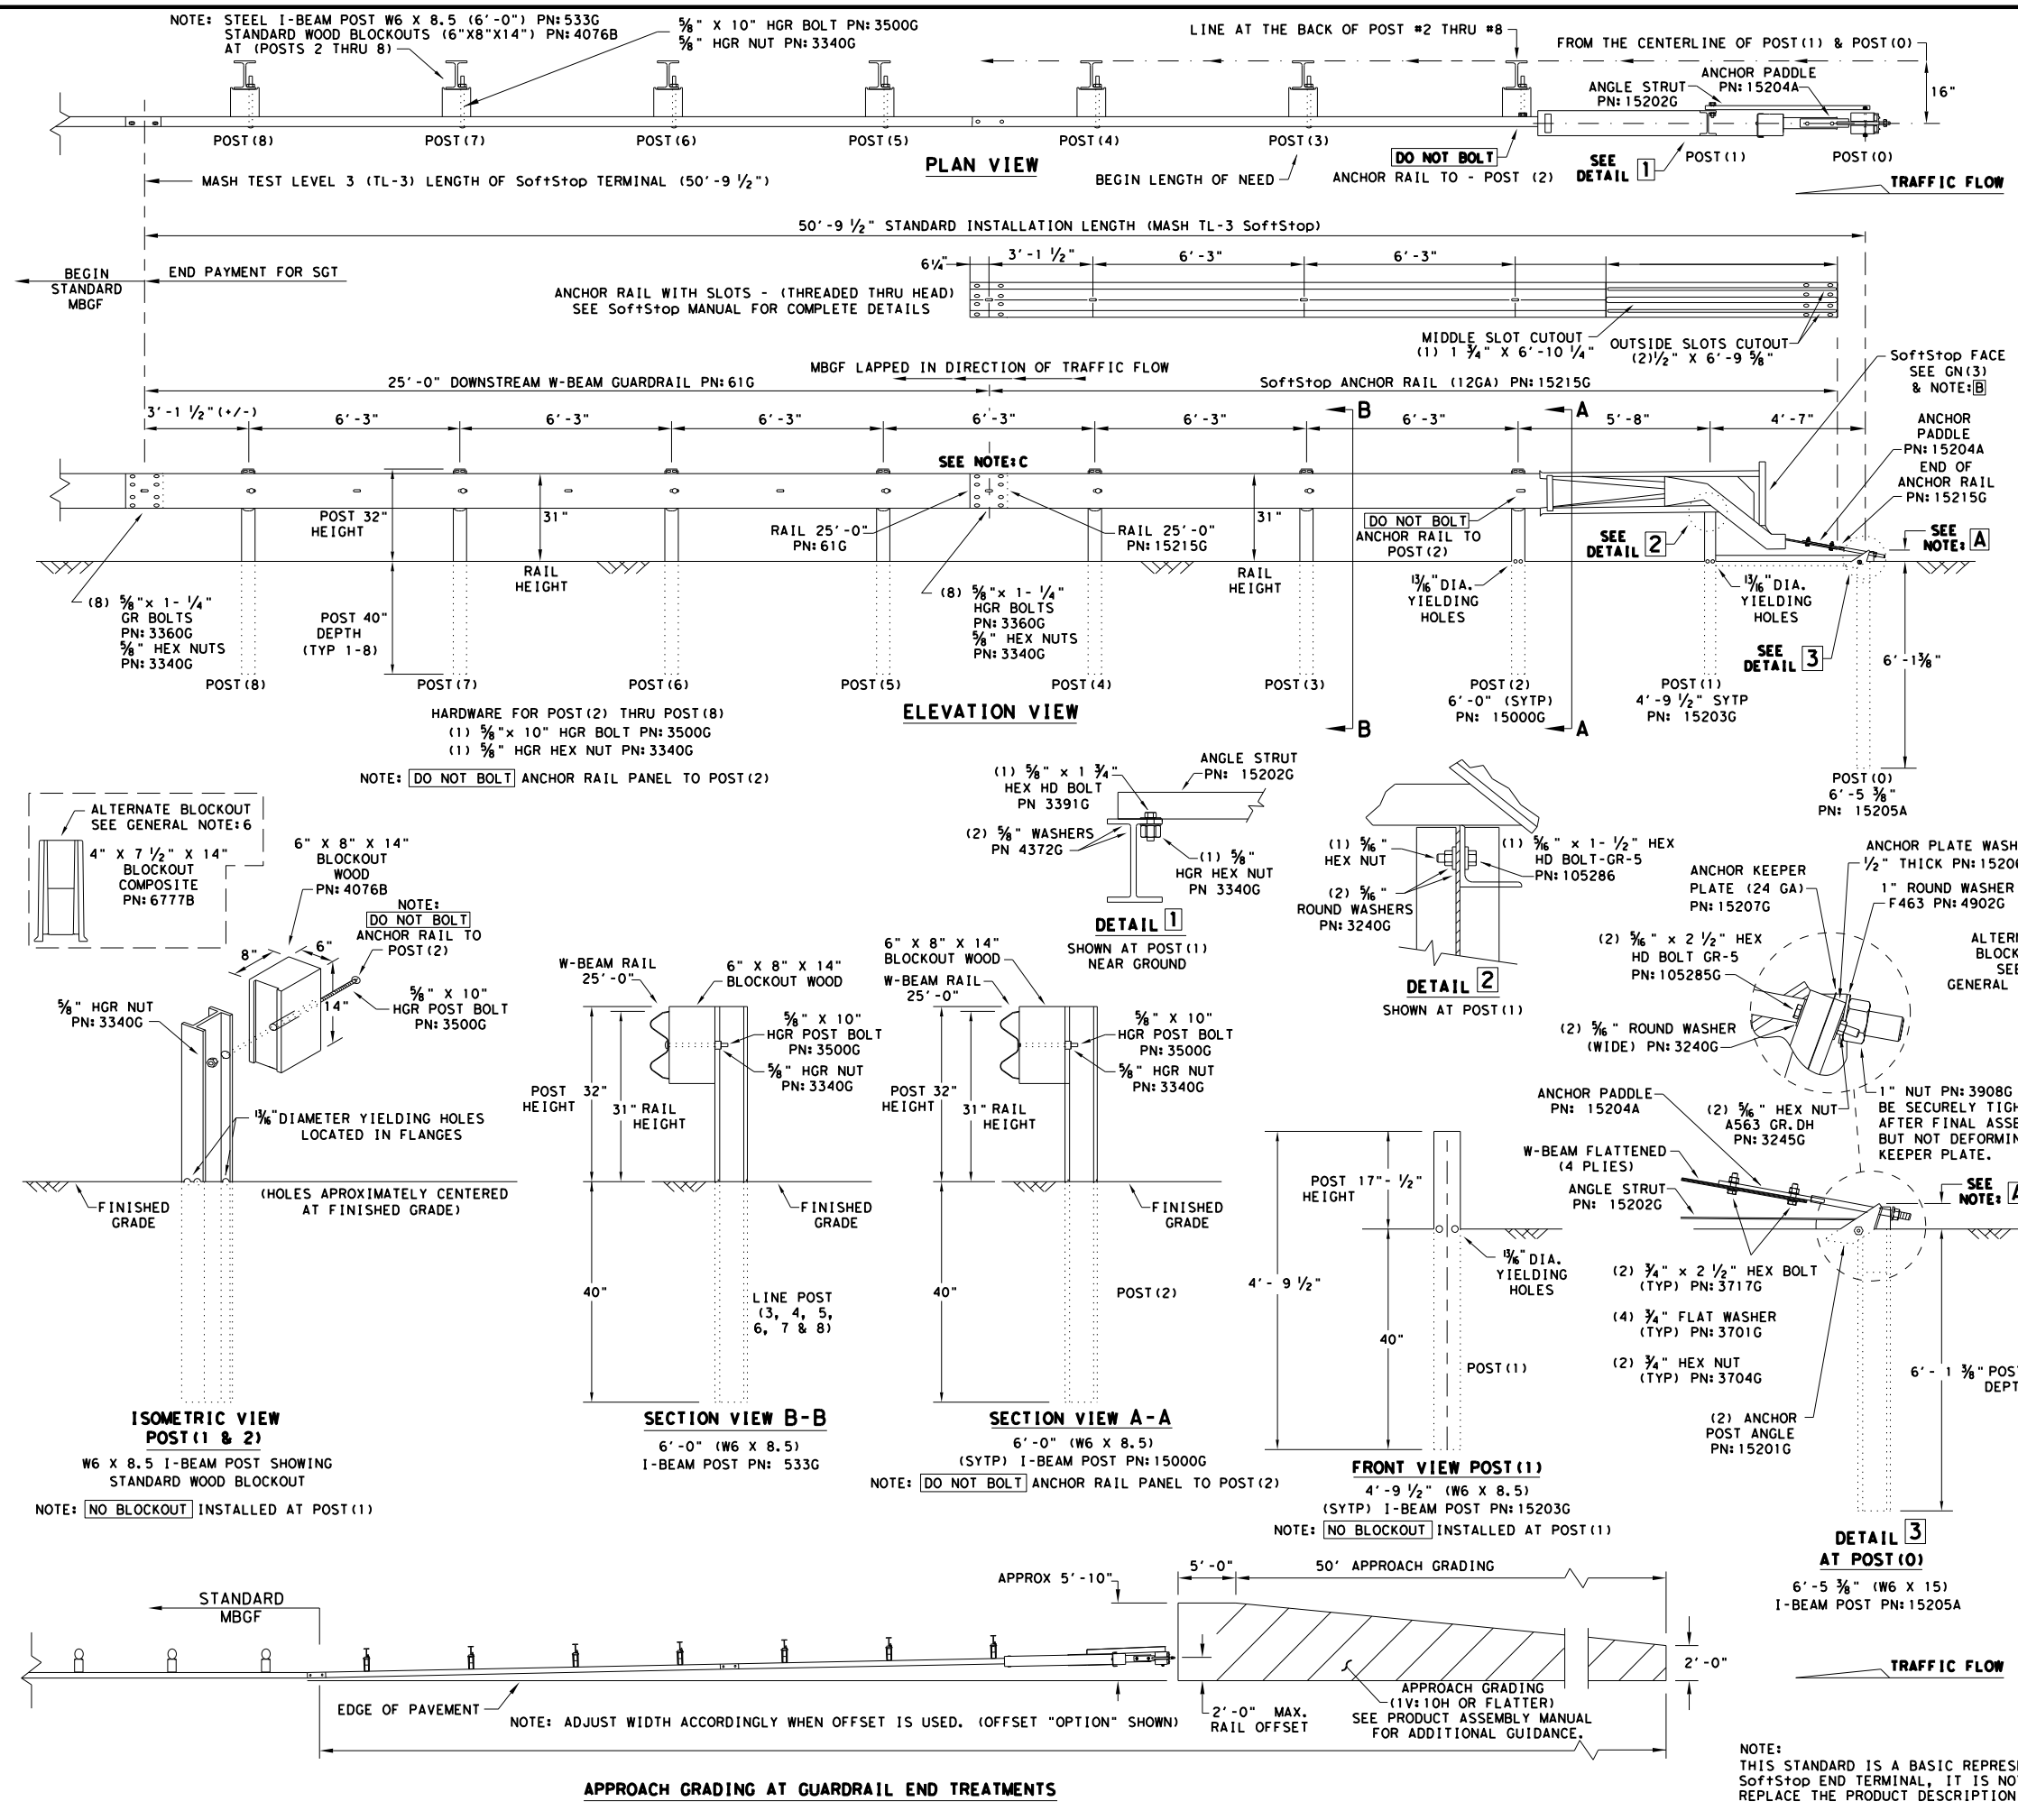 NOTE: STEEL I-BEAM POST W6 X 8.5 (6'-0") PN:533G
STANDARD WOOD BLOCKOUTS (6"X8"X14") PN:4076B
AT (POSTS 2 THRU 8)
5/8" X 10" HGR BOLT PN:3500G
5/8" HGR NUT PN:3340G
LINE AT THE BACK OF POST #2 THRU #8
FROM THE CENTERLINE OF POST(1) & POST(0)
ANCHOR PADDLE
PN:15204A
ANGLE STRUT
PN:15202G
16"
POST(8)
POST(7)
POST(6)
POST(5)
POST(4)
POST(3)
POST(1)
POST(0)
PLAN VIEW
BEGIN LENGTH OF NEED
DO NOT BOLT
ANCHOR RAIL TO - POST (2)
SEE
DETAIL 1
TRAFFIC FLOW
MASH TEST LEVEL 3 (TL-3) LENGTH OF SoftStop TERMINAL (50'-9 1/2")
50'-9 1/2" STANDARD INSTALLATION LENGTH (MASH TL-3 SoftStop)
BEGIN
STANDARD
MBGF
END PAYMENT FOR SGT
6 1/4"
3'-1 1/2"
6'-3"
6'-3"
ANCHOR RAIL WITH SLOTS - (THREADED THRU HEAD)
SEE SoftStop MANUAL FOR COMPLETE DETAILS
MIDDLE SLOT CUTOUT
(1) 1 3/4" X 6'-10 1/4"
OUTSIDE SLOTS CUTOUT
(2)1/2" X 6'-9 5/8"
MBGF LAPPED IN DIRECTION OF TRAFFIC FLOW
25'-0" DOWNSTREAM W-BEAM GUARDRAIL PN:61G
SoftStop ANCHOR RAIL (12GA) PN:15215G
SoftStop FACE
SEE GN(3)
& NOTE:B
3'-1 1/2"(+/-)
6'-3"
6'-3"
6'-3"
6'-3"
6'-3"
6'-3"
5'-8"
4'-7"
B
A
ANCHOR
PADDLE
PN:15204A
END OF
ANCHOR RAIL
PN:15215G
SEE NOTE:C
POST 32"
HEIGHT
31"
RAIL
HEIGHT
RAIL 25'-0"
PN:61G
RAIL 25'-0"
PN:15215G
31"
RAIL
HEIGHT
DO NOT BOLT
ANCHOR RAIL TO
POST(2)
SEE
DETAIL 2
SEE
NOTE: A
(8) 5/8"x 1- 1/4"
GR BOLTS
PN:3360G
5/8" HEX NUTS
PN:3340G
POST 40"
DEPTH
(TYP 1-8)
(8) 5/8"x 1- 1/4"
HGR BOLTS
PN:3360G
5/8" HEX NUTS
PN:3340G
13/16"DIA.
YIELDING
HOLES
13/16"DIA.
YIELDING
HOLES
SEE
DETAIL 3
6'-1 3/8"
POST(8)
POST(7)
POST(6)
POST(5)
POST(4)
POST(3)
POST(2)
6'-0" (SYTP)
PN: 15000G
POST(1)
4'-9 1/2" SYTP
PN: 15203G
B
A
ELEVATION VIEW
HARDWARE FOR POST(2) THRU POST(8)
(1) 5/8"x 10" HGR BOLT PN:3500G
(1) 5/8" HGR HEX NUT PN:3340G
NOTE: DO NOT BOLT ANCHOR RAIL PANEL TO POST(2)
POST(0)
6'-5 3/8"
PN: 15205A
ALTERNATE BLOCKOUT
SEE GENERAL NOTE:6
4" X 7 1/2" X 14"
BLOCKOUT
COMPOSITE
PN:6777B
6" X 8" X 14"
BLOCKOUT
WOOD
PN:4076B
NOTE:
DO NOT BOLT
ANCHOR RAIL TO
POST(2)
8"
6"
14"
5/8" X 10"
HGR POST BOLT
PN:3500G
5/8" HGR NUT
PN:3340G
13/16"DIAMETER YIELDING HOLES
LOCATED IN FLANGES
FINISHED
GRADE
(HOLES APROXIMATELY CENTERED
AT FINISHED GRADE)
ISOMETRIC VIEW
POST(1 & 2)
W6 X 8.5 I-BEAM POST SHOWING
STANDARD WOOD BLOCKOUT
NOTE: NO BLOCKOUT INSTALLED AT POST(1)
W-BEAM RAIL
25'-0"
6" X 8" X 14"
BLOCKOUT WOOD
5/8" X 10"
HGR POST BOLT
PN:3500G
5/8" HGR NUT
PN:3340G
POST 32"
HEIGHT
31"RAIL
HEIGHT
FINISHED
GRADE
40"
LINE POST
(3, 4, 5,
6, 7 & 8)
SECTION VIEW B-B
6'-0" (W6 X 8.5)
I-BEAM POST PN: 533G
6" X 8" X 14"
BLOCKOUT WOOD
W-BEAM RAIL
25'-0"
5/8" X 10"
HGR POST BOLT
PN:3500G
5/8" HGR NUT
PN:3340G
POST 32"
HEIGHT
31"RAIL
HEIGHT
FINISHED
GRADE
40"
POST(2)
SECTION VIEW A-A
6'-0" (W6 X 8.5)
(SYTP) I-BEAM POST PN:15000G
NOTE: DO NOT BOLT ANCHOR RAIL PANEL TO POST(2)
(1) 5/8" x 1 3/4"
HEX HD BOLT
PN 3391G
ANGLE STRUT
PN: 15202G
(2) 5/8" WASHERS
PN 4372G
(1) 5/8"
HGR HEX NUT
PN 3340G
DETAIL 1
SHOWN AT POST(1)
NEAR GROUND
(1) 5/16"
HEX NUT
(1) 5/16" x 1- 1/2" HEX
HD BOLT-GR-5
PN:105286
(2) 5/16"
ROUND WASHERS
PN:3240G
DETAIL 2
SHOWN AT POST(1)
POST 17"- 1/2"
HEIGHT
4'- 9 1/2"
13/16"DIA.
YIELDING
HOLES
40"
POST(1)
FRONT VIEW POST(1)
4'-9 1/2" (W6 X 8.5)
(SYTP) I-BEAM POST PN:15203G
NOTE: NO BLOCKOUT INSTALLED AT POST(1)
ANCHOR PLATE WASH
1/2" THICK PN:1520
ANCHOR KEEPER
PLATE (24 GA)
PN:15207G
1" ROUND WASHER
F463 PN:4902G
(2) 5/16" x 2 1/2" HEX
HD BOLT GR-5
PN:105285G
ALTERN
BLOCK
SEE
GENERAL
(2) 5/16" ROUND WASHER
(WIDE) PN:3240G
ANCHOR PADDLE
PN: 15204A
(2) 5/16" HEX NUT
A563 GR.DH
PN:3245G
1" NUT PN:3908G
BE SECURELY TIGH
AFTER FINAL ASSE
BUT NOT DEFORMIN
KEEPER PLATE.
W-BEAM FLATTENED
(4 PLIES)
ANGLE STRUT
PN: 15202G
SEE
NOTE: A
(2) 3/4" x 2 1/2" HEX BOLT
(TYP) PN:3717G
(4) 3/4" FLAT WASHER
(TYP) PN:3701G
(2) 3/4" HEX NUT
(TYP) PN:3704G
6'- 1 3/8" POS
DEPT
(2) ANCHOR
POST ANGLE
PN:15201G
DETAIL 3
AT POST(0)
6'-5 3/8" (W6 X 15)
I-BEAM POST PN:15205A
STANDARD
MBGF
APPROX 5'-10"
5'-0"
50' APPROACH GRADING
2'-0"
TRAFFIC FLOW
EDGE OF PAVEMENT
NOTE: ADJUST WIDTH ACCORDINGLY WHEN OFFSET IS USED. (OFFSET "OPTION" SHOWN)
2'-0" MAX.
RAIL OFFSET
APPROACH GRADING
(1V:10H OR FLATTER)
SEE PRODUCT ASSEMBLY MANUAL
FOR ADDITIONAL GUIDANCE.
APPROACH GRADING AT GUARDRAIL END TREATMENTS
NOTE:
THIS STANDARD IS A BASIC REPRES
SoftStop END TERMINAL, IT IS NO
REPLACE THE PRODUCT DESCRIPTION